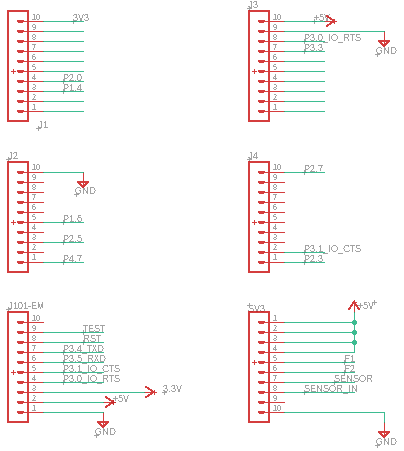 J3
10 3V3
9
8
7
6
5
4 P2.0
3 P1.4
2
1
J1
10 +5V
9
8 P3.0_IO_RTS
7 P3.3
6
5
4
3
2
1
GND
J2
10
9
8
7
6
5 P1.6
4
3 P2.5
2
1 P4.7
GND
J4
10 P2.7
9
8
7
6
5
4
3
2 P3.1_IO_CTS
1 P2.3
J101-EM
10
9 TEST
8 RST
7 P3.4_TXD
6 P3.5_RXD
5 P3.1_IO_CTS
4 P3.0_IO_RTS
3 3.3V
2 +5V
1
GND
5V3
+5V
1
2
3
4
5 F1
6 F2
7 SENSOR
8 SENSOR_IN
9
10
GND